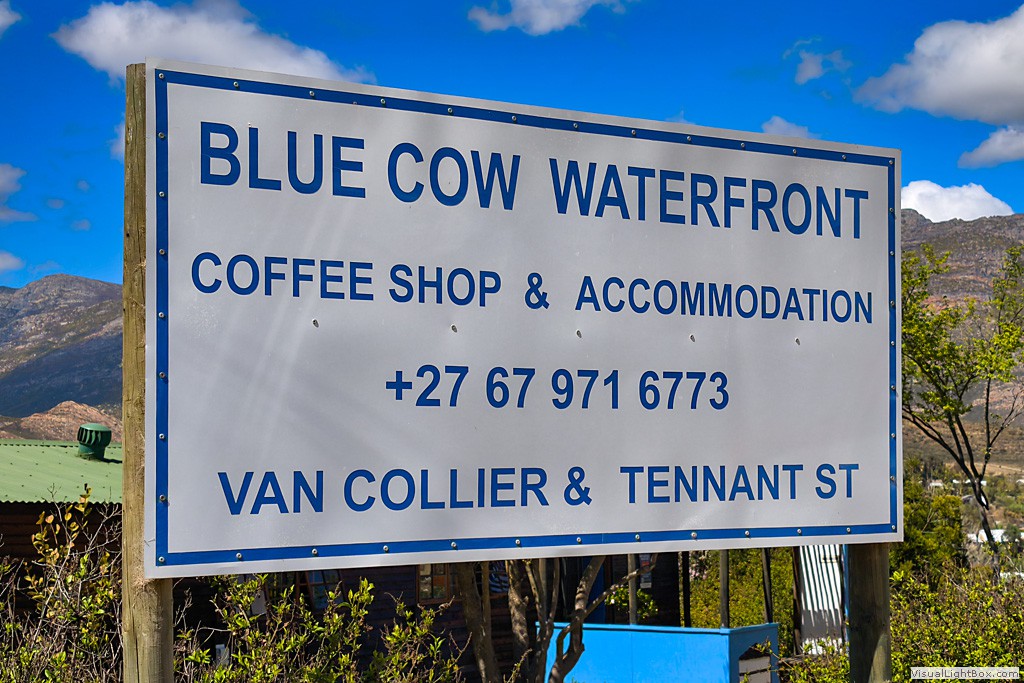 BLUE COW WATERFRONT
COFFEE SHOP & ACCOMMODATION
+27 67 971 6773
VAN COLLIER & TENNANT ST
VisualLightBox.com